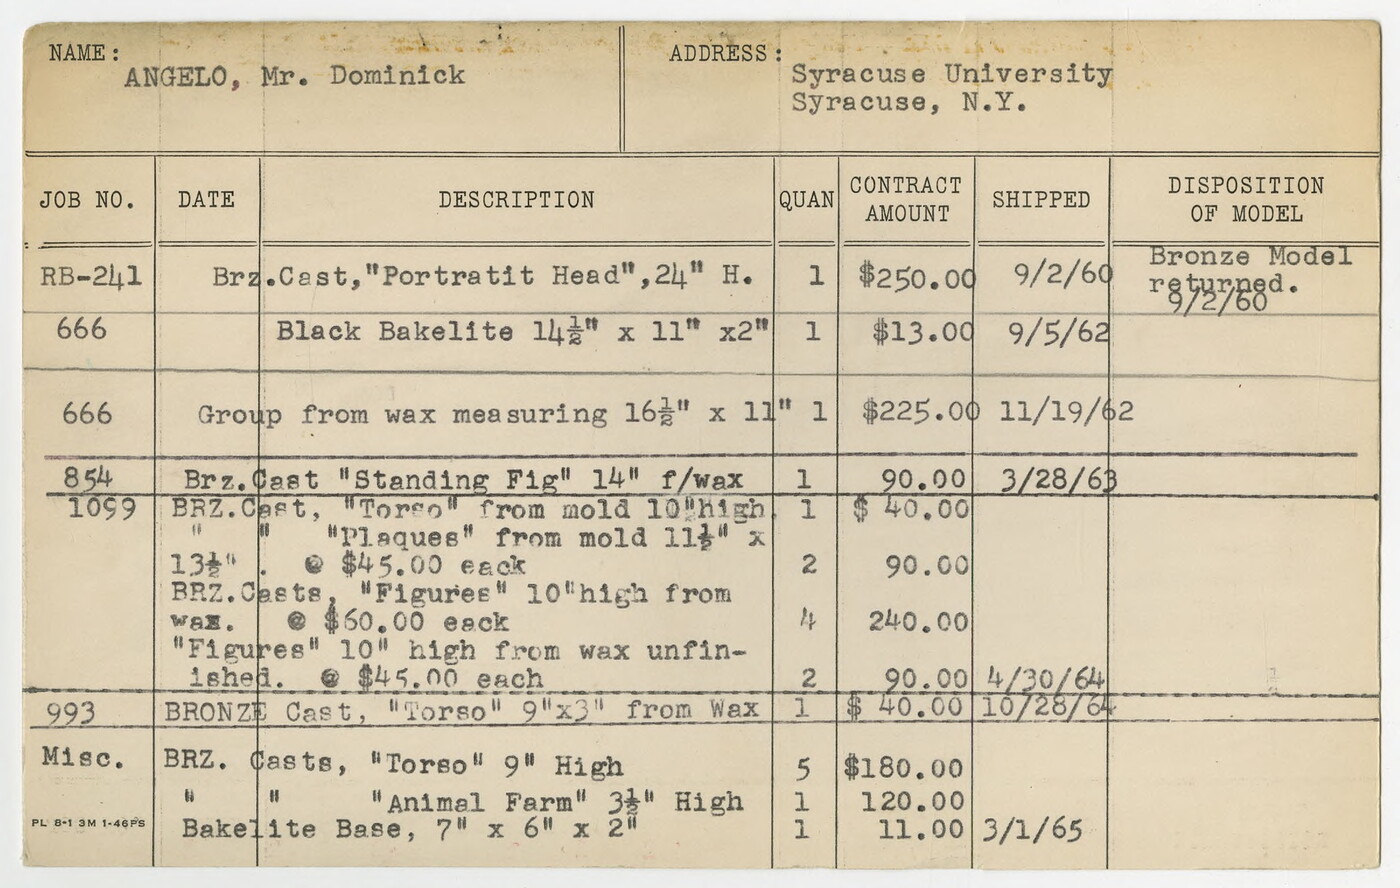 NAME: ADDRESS:
ANGELO, Mr. Dominick Syracuse University
Syracuse, N.Y.
JOB NO. DATE DESCRIPTION QUAN CONTRACT AMOUNT SHIPPED DISPOSITION OF MODEL
RB-241 Brz.Cast,"Portratit Head",24" H. 1 $250.00 9/2/60 Bronze Model
returned.
9/2/60
666 Black Bakelite 14½" x 11" x2" 1 $13.00 9/5/62
666 Group from wax measuring 16½" x 11" 1 $225.00 11/19/62
854 Brz.Cast "Standing Fig" 14" f/wax 1 90.00 3/28/63
1099 BRZ.Cast, "Torso" from mold 10"high. 1 $ 40.00
" " "Plaques" from mold 11½" x
13½" . @ $45.00 each 2 90.00
BRZ.Casts, "Figures" 10"high from
wax. @ $60.00 each 4 240.00
"Figures" 10" high from wax unfin-
ished. @ $45.00 each 2 90.00 4/30/64
993 BRONZE Cast, "Torso" 9"x3" from Wax 1 $ 40.00 10/28/64
Misc. BRZ. Casts, "Torso" 9" High 5 $180.00
" " "Animal Farm" 3½" High 1 120.00
PL 8-1 3M 1-46PS Bakelite Base, 7" x 6" x 2" 1 11.00 3/1/65